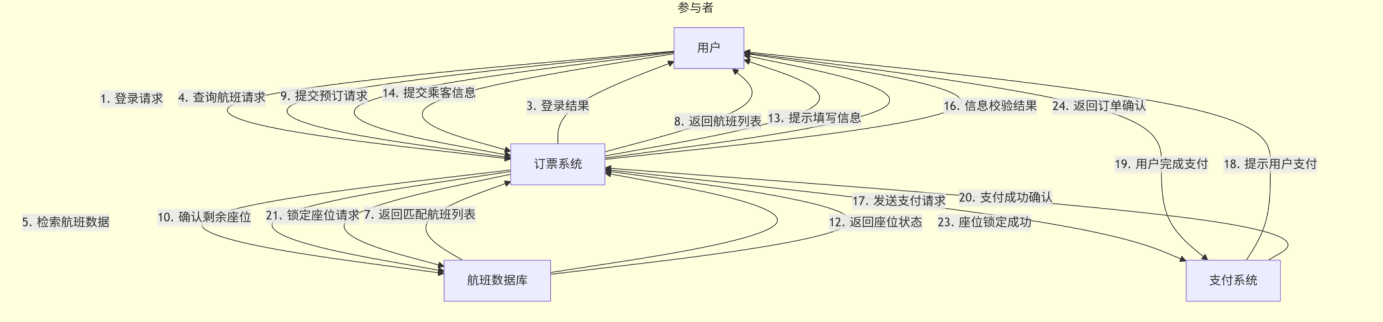 参与者
用户
1. 登录请求
4. 查询航班请求
9. 提交预订请求
14. 提交乘客信息
3. 登录结果
8. 返回航班列表
13. 提示填写信息
16. 信息校验结果
24. 返回订单确认
订票系统
19. 用户完成支付
18. 提示用户支付
5. 检索航班数据
10. 确认剩余座位
21. 锁定座位请求
7. 返回匹配航班列表
12. 返回座位状态
17. 发送支付请求
23. 座位锁定成功
20. 支付成功确认
航班数据库
支付系统